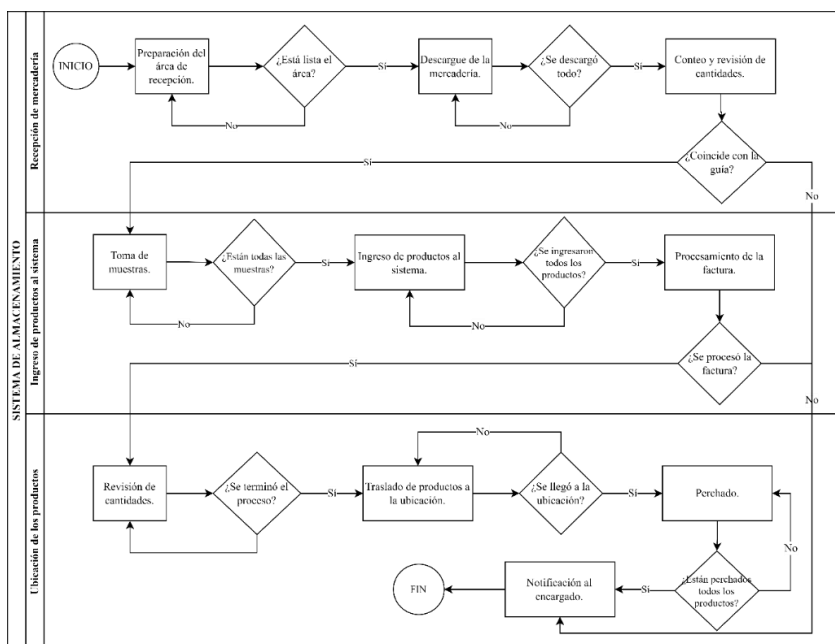 SISTEMA DE ALMACENAMIENTO
Recepción de mercadería
INICIO
Preparación del
área de
recepción.
¿Está lista el
área?
Sí
No
Descargue de la
mercadería.
¿Se descargó
todo?
Sí
No
Conteo y revisión de
cantidades.
¿Coincide con la
guía?
Sí
No
Ingreso de productos al sistema
Toma de
muestras.
¿Están todas las
muestras?
Sí
No
Ingreso de productos al
sistema.
¿Se ingresaron
todos los
productos?
Sí
No
Procesamiento de la
factura.
¿Se procesó la
factura?
Sí
No
Ubicación de los productos
Revisión de
cantidades.
¿Se terminó el
proceso?
Sí
Traslado de productos a
la ubicación.
¿Se llegó a la
ubicación?
No
Sí
Perchado.
¿Están perchados
todos los
productos?
No
Sí
Notificación al
encargado.
FIN